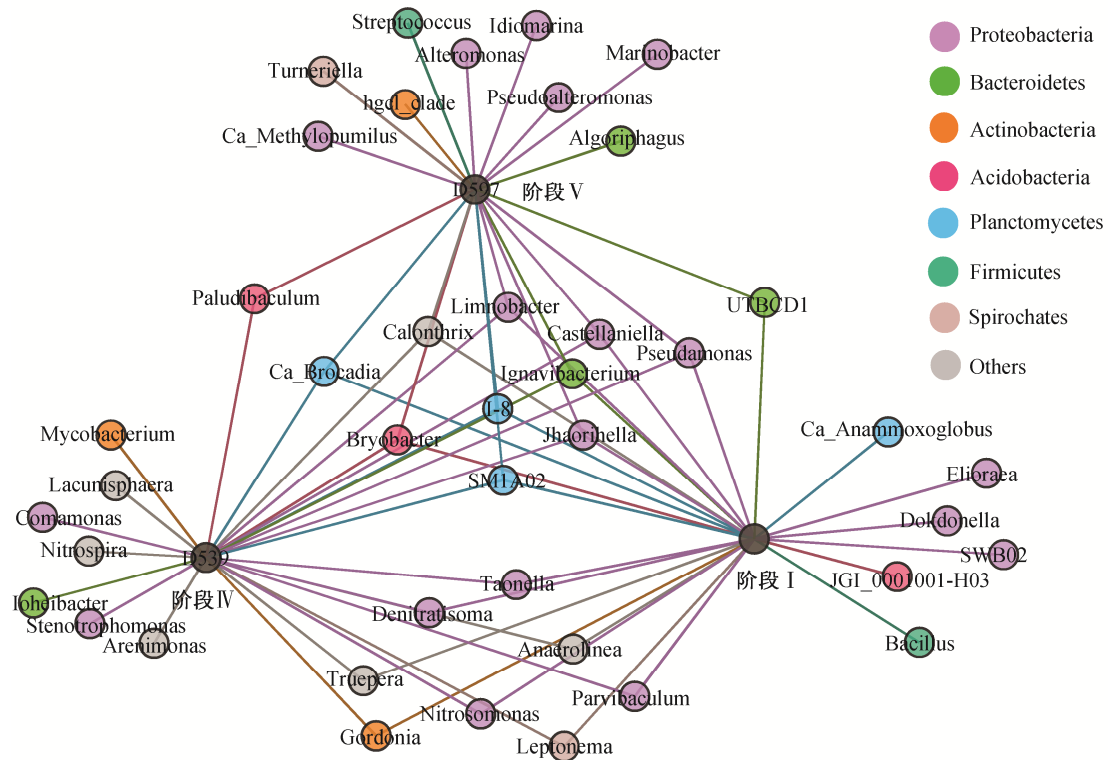 Streptococcus
Idiomarina
Alteromonas
Marinobacter
Turneriella
hgcl_clade
Pseudoalteromonas
Ca_Methylopumilus
Algoriphagus
D597
阶段Ⅴ
Paludibaculum
Limnobacter
UTBCD1
Calonthrix
Castellaniella
Pseudamonas
Ca_Brocadia
Ignavibacterium
I-8
Bryobacter
Jhaorihella
SM1A02
Mycobacterium
Lacunisphaera
Comamonas
Nitrospira
D539
阶段Ⅳ
Stenotrophomonas
Arenimonas
Ca_Anammoxoglobus
Elioraea
Dokdonella
SWB02
JGI_0001001-H03
阶段Ⅰ
Bacillus
Taonella
Denitratisoma
Anaerolinea
Truepera
Parvibaculum
Nitrosomonas
Gordonia
Leptonema
Proteobacteria
Bacteroidetes
Actinobacteria
Acidobacteria
Planctomycetes
Firmicutes
Spirochates
Others